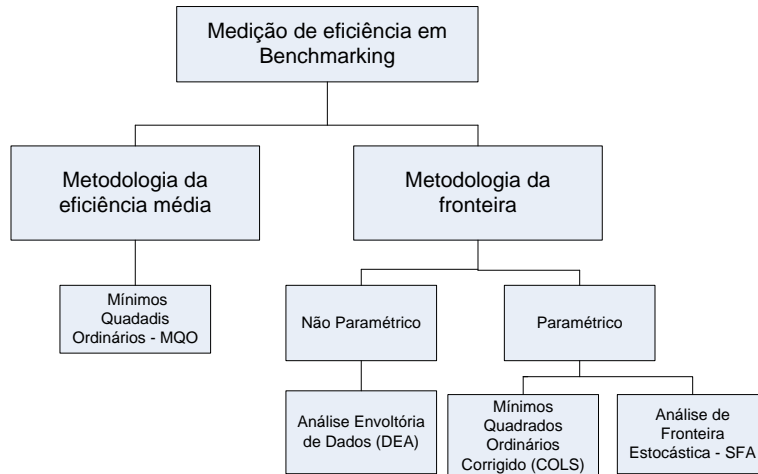 Medição de eficiência em
Benchmarking
Metodologia da
eficiência média
Metodologia da
fronteira
Mínimos
Quadadis
Ordinários - MQO
Não Paramétrico
Paramétrico
Análise Envoltória
de Dados (DEA)
Mínimos
Quadrados
Ordinários
Corrigido (COLS)
Análise de
Fronteira
Estocástica - SFA